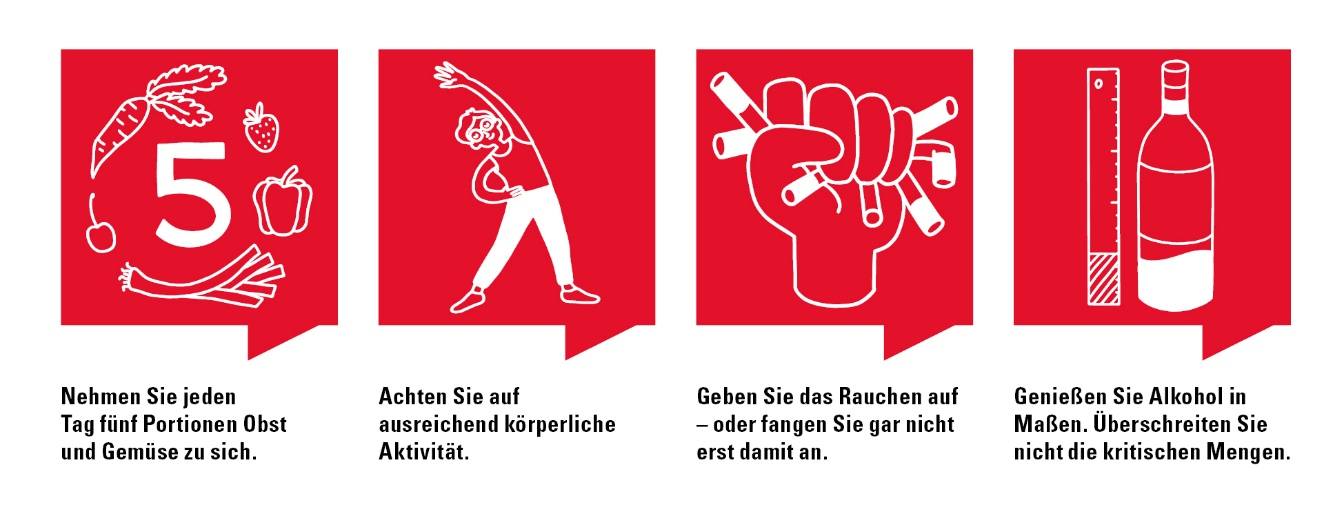 5
Nehmen Sie jeden
Tag fünf Portionen Obst
und Gemüse zu sich.
Achten Sie auf
ausreichend körperliche
Aktivität.
Geben Sie das Rauchen auf
– oder fangen Sie gar nicht
erst damit an.
Genießen Sie Alkohol in
Maßen. Überschreiten Sie
nicht die kritischen Mengen.